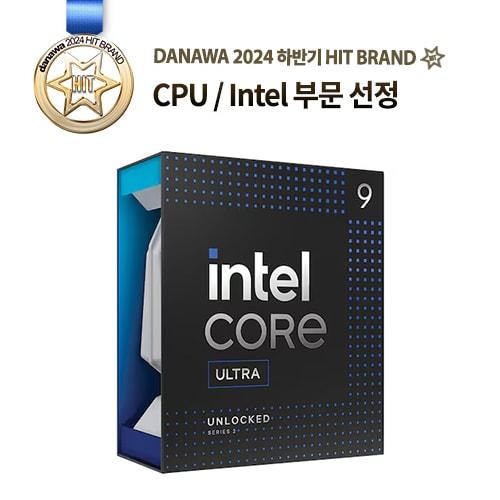 danawa 2024 HIT BRAND
HIT
DANAWA 2024 하반기 HIT BRAND
CPU / Intel 부문 선정
9
intel
CORE
ULTRA
UNLOCKED
SERIES 2